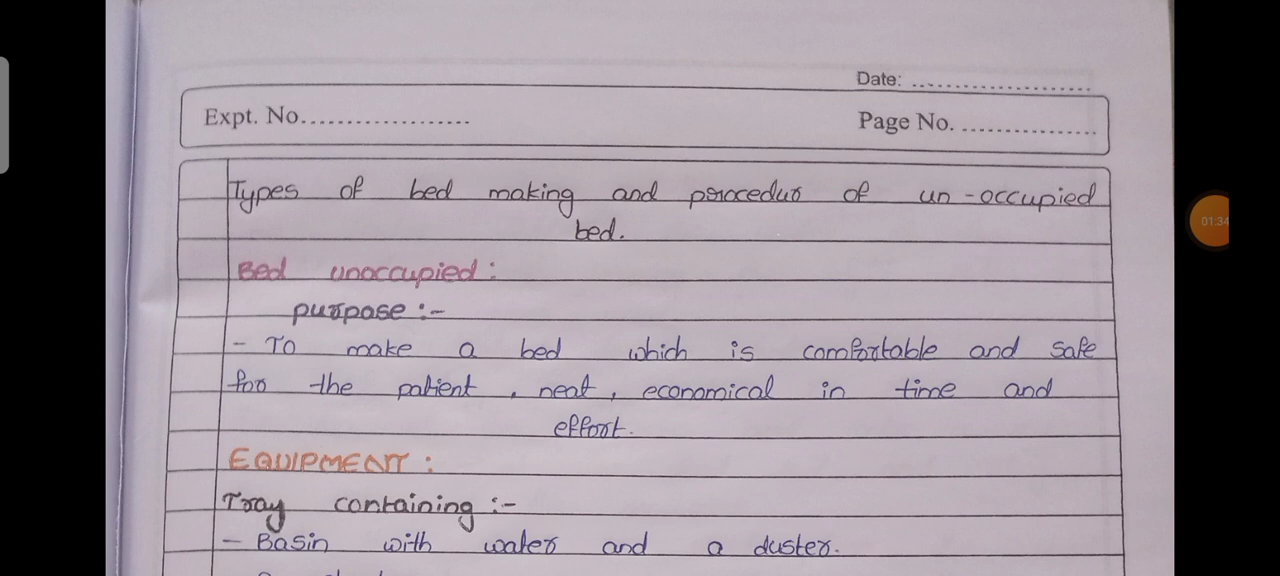 Date: ........................
Expt. No...................
Page No. ..................
Types of bed making and procedur of un-occupied
bed.
Bed unoccupied :
purpose :-
- To make a bed which is comfortable and safe
for the patient, neat, economical in time and
effort.
EQUIPMENT :
Tray containing :-
- Basin with water and a duster.
01:34